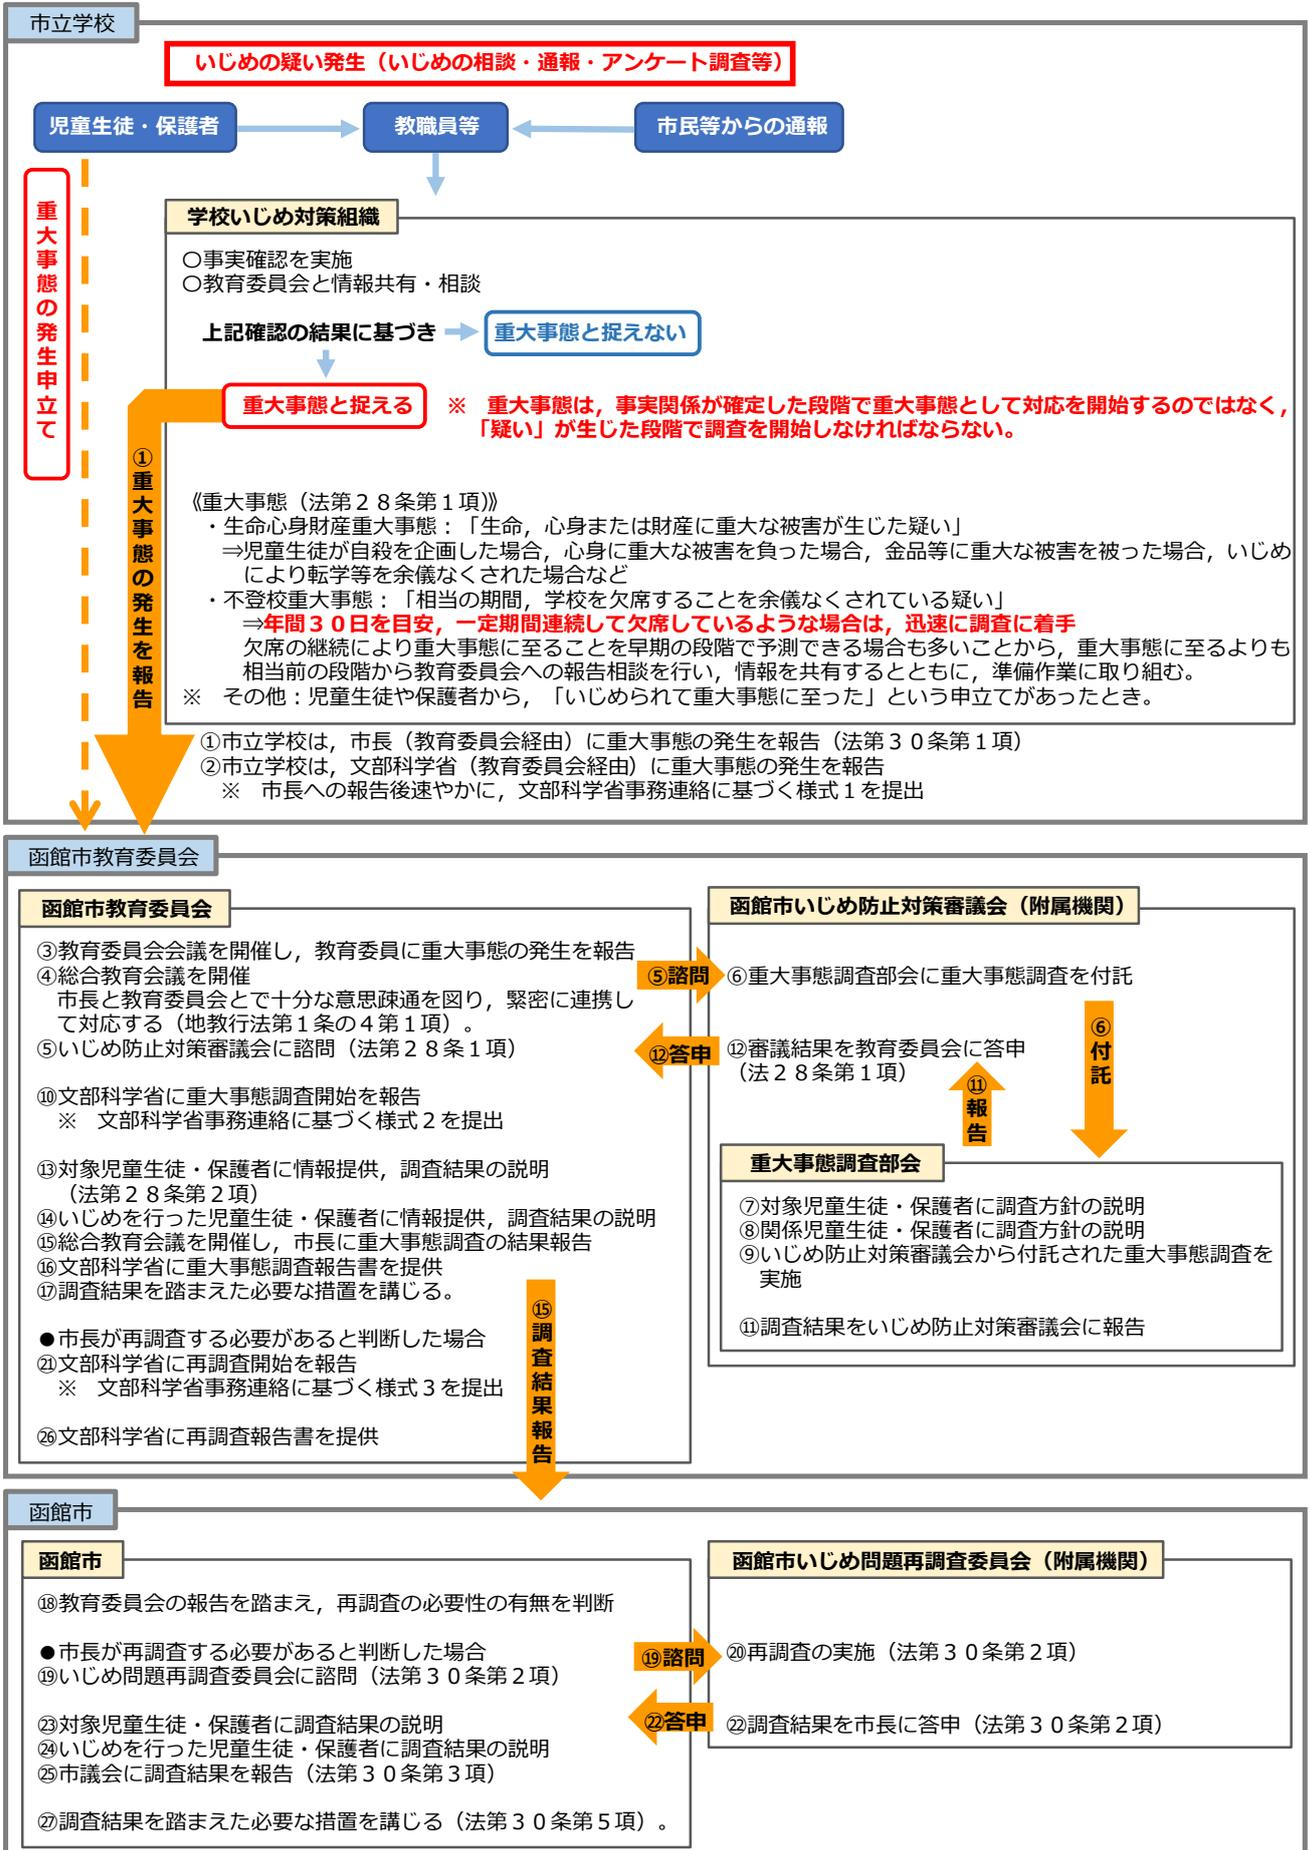 市立学校
いじめの疑い発生（いじめの相談・通報・アンケート調査等）
児童生徒・保護者
教職員等
市民等からの通報
重大事態の発生申立て
学校いじめ対策組織
〇事実確認を実施
〇教育委員会と情報共有・相談
上記確認の結果に基づき
重大事態と捉えない
重大事態と捉える
※　重大事態は，事実関係が確定した段階で重大事態として対応を開始するのではなく，
「疑い」が生じた段階で調査を開始しなければならない。
①重大事態の発生を報告
《重大事態（法第２８条第１項）》
・生命心身財産重大事態：「生命，心身または財産に重大な被害が生じた疑い」
⇒児童生徒が自殺を企画した場合，心身に重大な被害を負った場合，金品等に重大な被害を被った場合，いじめ
により転学等を余儀なくされた場合など
・不登校重大事態：「相当の期間，学校を欠席することを余儀なくされている疑い」
⇒年間３０日を目安，一定期間連続して欠席しているような場合は，迅速に調査に着手
欠席の継続により重大事態に至ることを早期の段階で予測できる場合も多いことから，重大事態に至るよりも
相当前の段階から教育委員会への報告相談を行い，情報を共有するとともに，準備作業に取り組む。
※　その他：児童生徒や保護者から，「いじめられて重大事態に至った」という申立てがあったとき。
①市立学校は，市長（教育委員会経由）に重大事態の発生を報告（法第３０条第１項）
②市立学校は，文部科学省（教育委員会経由）に重大事態の発生を報告
※　市長への報告後速やかに，文部科学省事務連絡に基づく様式１を提出
函館市教育委員会
函館市教育委員会
③教育委員会会議を開催し，教育委員に重大事態の発生を報告
④総合教育会議を開催
市長と教育委員会とで十分な意思疎通を図り，緊密に連携し
て対応する（地教行法第１条の４第１項）。
⑤いじめ防止対策審議会に諮問（法第２８条１項）
⑩文部科学省に重大事態調査開始を報告
※　文部科学省事務連絡に基づく様式２を提出
⑬対象児童生徒・保護者に情報提供，調査結果の説明
（法第２８条第２項）
⑭いじめを行った児童生徒・保護者に情報提供，調査結果の説明
⑮総合教育会議を開催し，市長に重大事態調査の結果報告
⑯文部科学省に重大事態調査報告書を提供
⑰調査結果を踏まえた必要な措置を講じる。
●市長が再調査する必要があると判断した場合
㉑文部科学省に再調査開始を報告
※　文部科学省事務連絡に基づく様式３を提出
㉖文部科学省に再調査報告書を提供
⑮調査結果報告
⑤諮問
⑫答申
函館市いじめ防止対策審議会（附属機関）
⑥重大事態調査部会に重大事態調査を付託
⑫審議結果を教育委員会に答申
（法２８条第１項）
⑪報告
⑥付託
重大事態調査部会
⑦対象児童生徒・保護者に調査方針の説明
⑧関係児童生徒・保護者に調査方針の説明
⑨いじめ防止対策審議会から付託された重大事態調査を
実施
⑪調査結果をいじめ防止対策審議会に報告
函館市
函館市
⑱教育委員会の報告を踏まえ，再調査の必要性の有無を判断
●市長が再調査する必要があると判断した場合
⑲いじめ問題再調査委員会に諮問（法第３０条第２項）
㉓対象児童生徒・保護者に調査結果の説明
㉔いじめを行った児童生徒・保護者に調査結果の説明
㉕市議会に調査結果を報告（法第３０条第３項）
㉗調査結果を踏まえた必要な措置を講じる（法第３０条第５項）。
⑲諮問
㉒答申
函館市いじめ問題再調査委員会（附属機関）
⑳再調査の実施（法第３０条第２項）
㉒調査結果を市長に答申（法第３０条第２項）